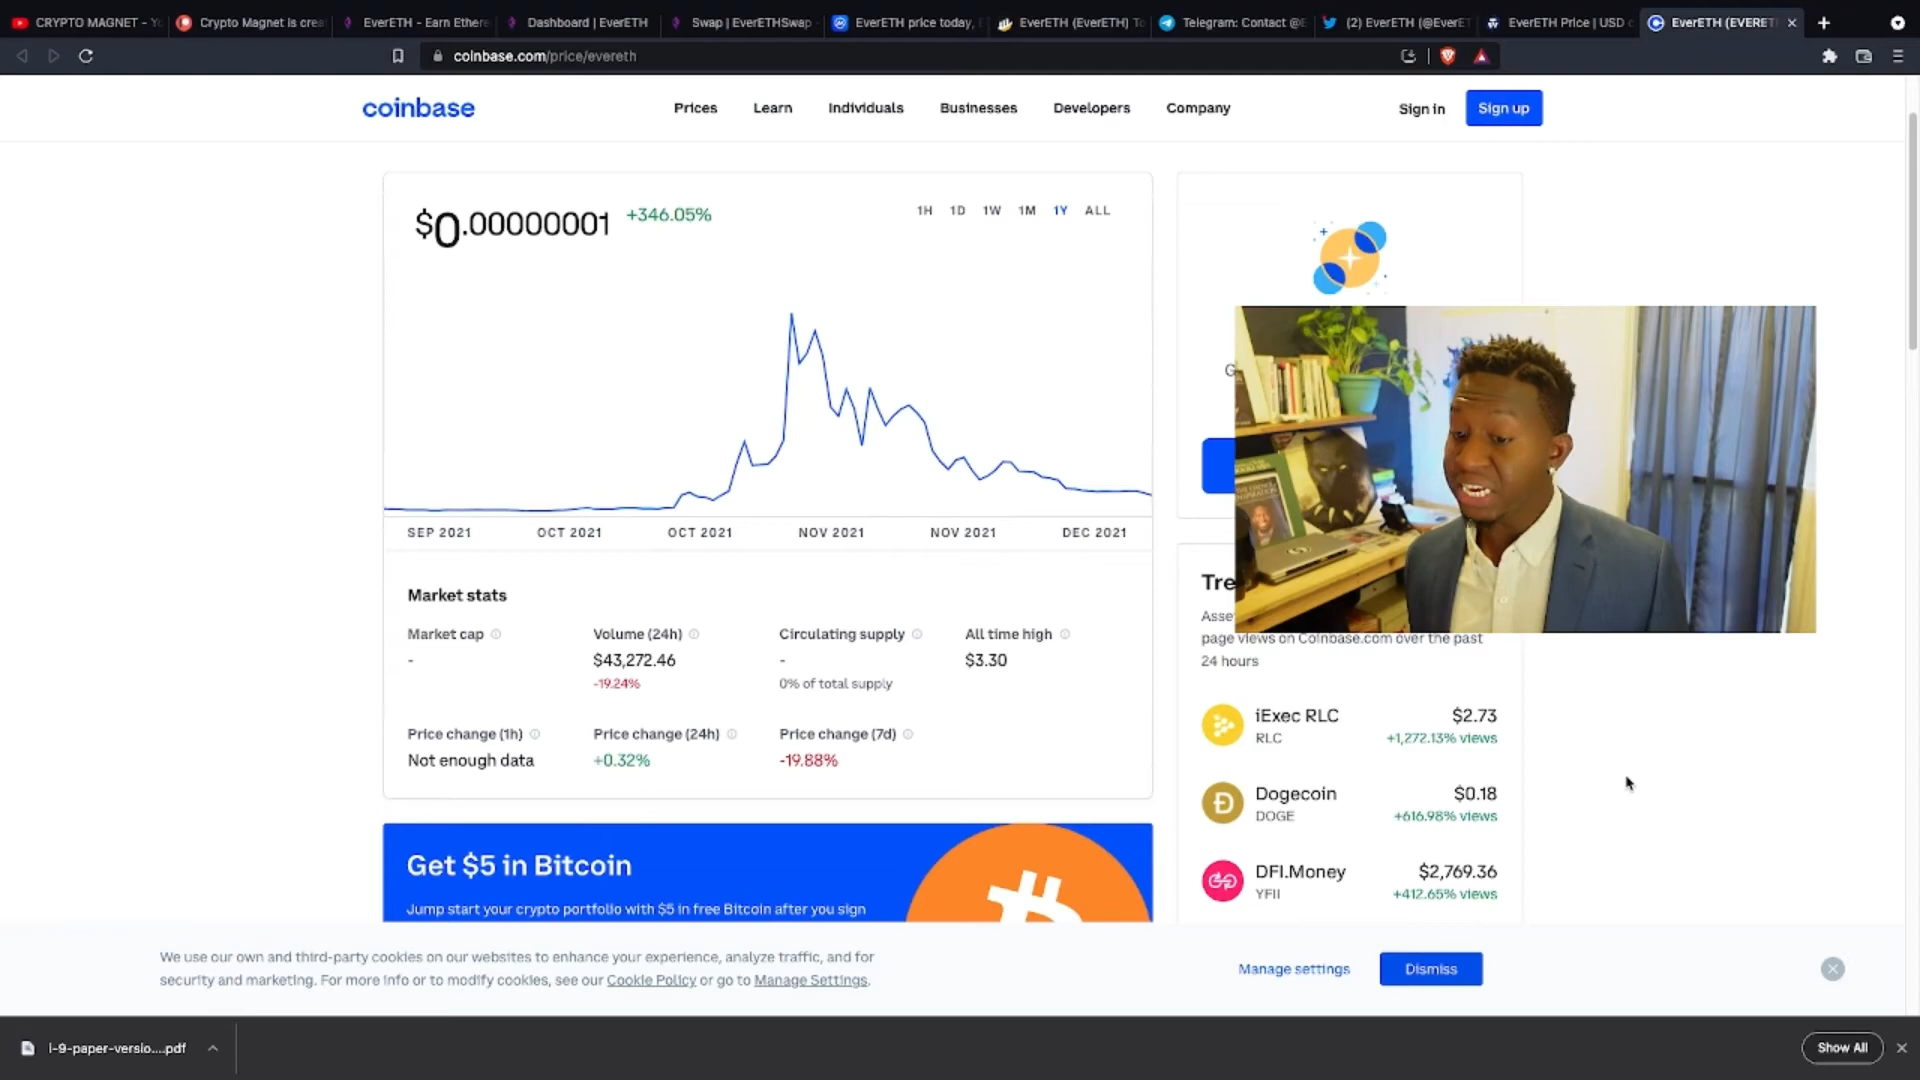 CRYPTO MAGNET - Yo
Crypto Magnet is crea
EverETH - Earn Ethere
Dashboard | EverETH
Swap | EverETHSwap
EverETH price today,
EverETH (EverETH) To
Telegram: Contact @E
(2) EverETH (@EverET
EverETH Price | USD c
EverETH (EVERET
coinbase.com/price/evereth
coinbase
Prices
Learn
Individuals
Businesses
Developers
Company
Sign in
Sign up
$0.00000001
+346.05%
1H
1D
1W
1M
1Y
ALL
SEP 2021
OCT 2021
OCT 2021
NOV 2021
NOV 2021
DEC 2021
Market stats
Market cap
-
Volume (24h)
$43,272.46
-19.24%
Circulating supply
-
0% of total supply
All time high
$3.30
Price change (1h)
Not enough data
Price change (24h)
+0.32%
Price change (7d)
-19.88%
G
Tre
Asse
page views on Coinbase.com over the past
24 hours
iExec RLC
RLC
$2.73
+1,272.13% views
Dogecoin
DOGE
$0.18
+616.98% views
DFI.Money
YFII
$2,769.36
+412.65% views
Get $5 in Bitcoin
Jump start your crypto portfolio with $5 in free Bitcoin after you sign
We use our own and third-party cookies on our websites to enhance your experience, analyze traffic, and for
security and marketing. For more info or to modify cookies, see our Cookie Policy or go to Manage Settings.
Manage settings
Dismiss
I-9-paper-versio....pdf
Show All